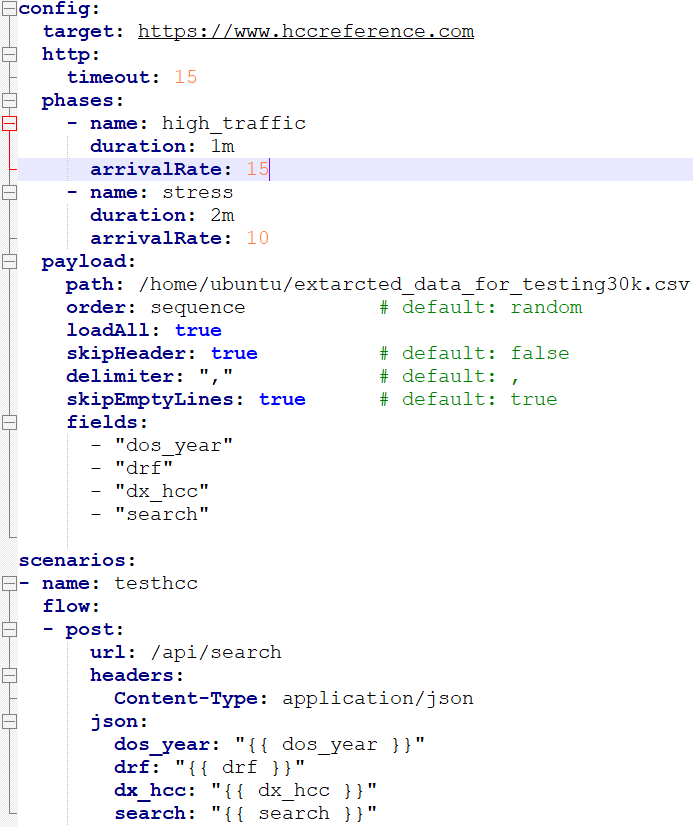 config:
  target: https://www.hccreference.com
  http:
    timeout: 15
  phases:
    - name: high_traffic
      duration: 1m
      arrivalRate: 15
    - name: stress
      duration: 2m
      arrivalRate: 10
  payload:
    path: /home/ubuntu/extarcted_data_for_testing30k.csv
    order: sequence           # default: random
    loadAll: true
    skipHeader: true          # default: false
    delimiter: ","            # default: ,
    skipEmptyLines: true      # default: true
    fields:
      - "dos_year"
      - "drf"
      - "dx_hcc"
      - "search"

scenarios:
- name: testhcc
  flow:
  - post:
      url: /api/search
      headers:
        Content-Type: application/json
      json:
        dos_year: "{{ dos_year }}"
        drf: "{{ drf }}"
        dx_hcc: "{{ dx_hcc }}"
        search: "{{ search }}"